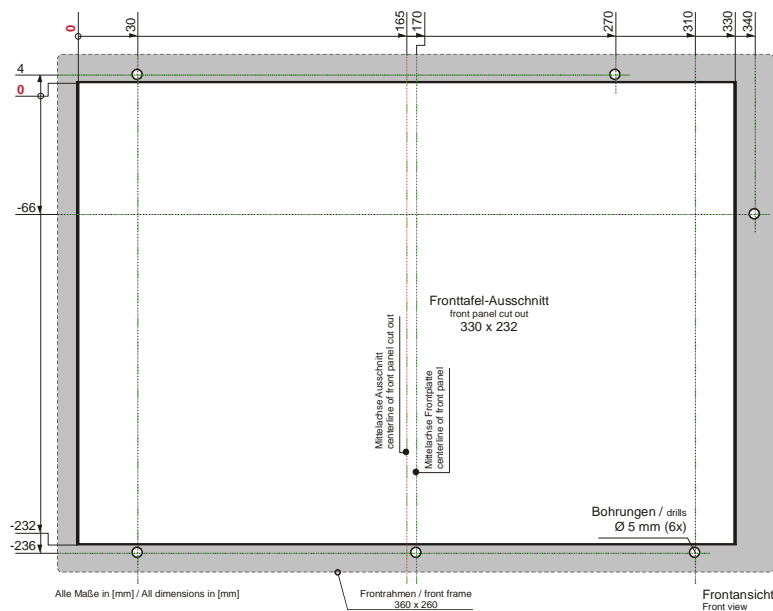 0
30
165
170
270
310
330
340
4
0
-66
Fronttafel-Ausschnitt
front panel cut out
330 x 232
Mittelachse Ausschnitt
centerline of front panel cut out
Mittelachse Frontplatte
centerline of front panel
-232
-236
Bohrungen / drills
Ø 5 mm (6x)
Alle Maße in [mm] / All dimensions in [mm]
Frontrahmen / front frame
360 x 260
Frontansicht
Front view